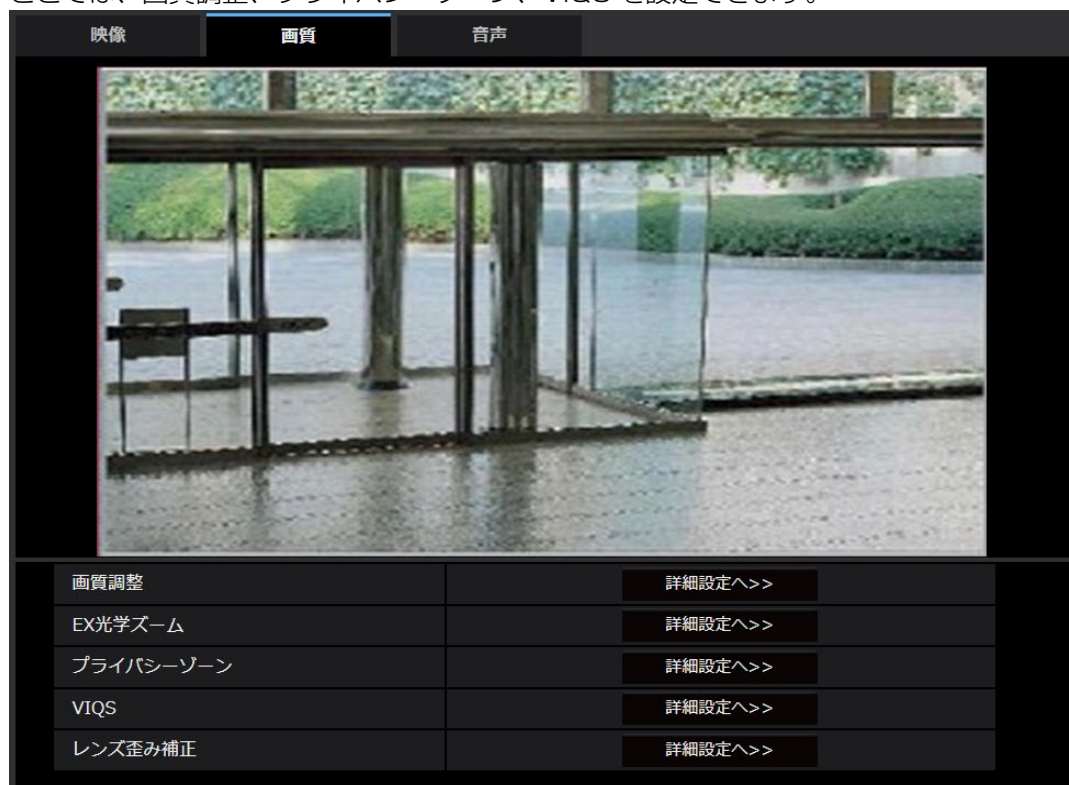 映像 画質 音声
画質調整 詳細設定へ>>
EX光学ズーム 詳細設定へ>>
プライバシーゾーン 詳細設定へ>>
VIQS 詳細設定へ>>
レンズ歪み補正 詳細設定へ>>